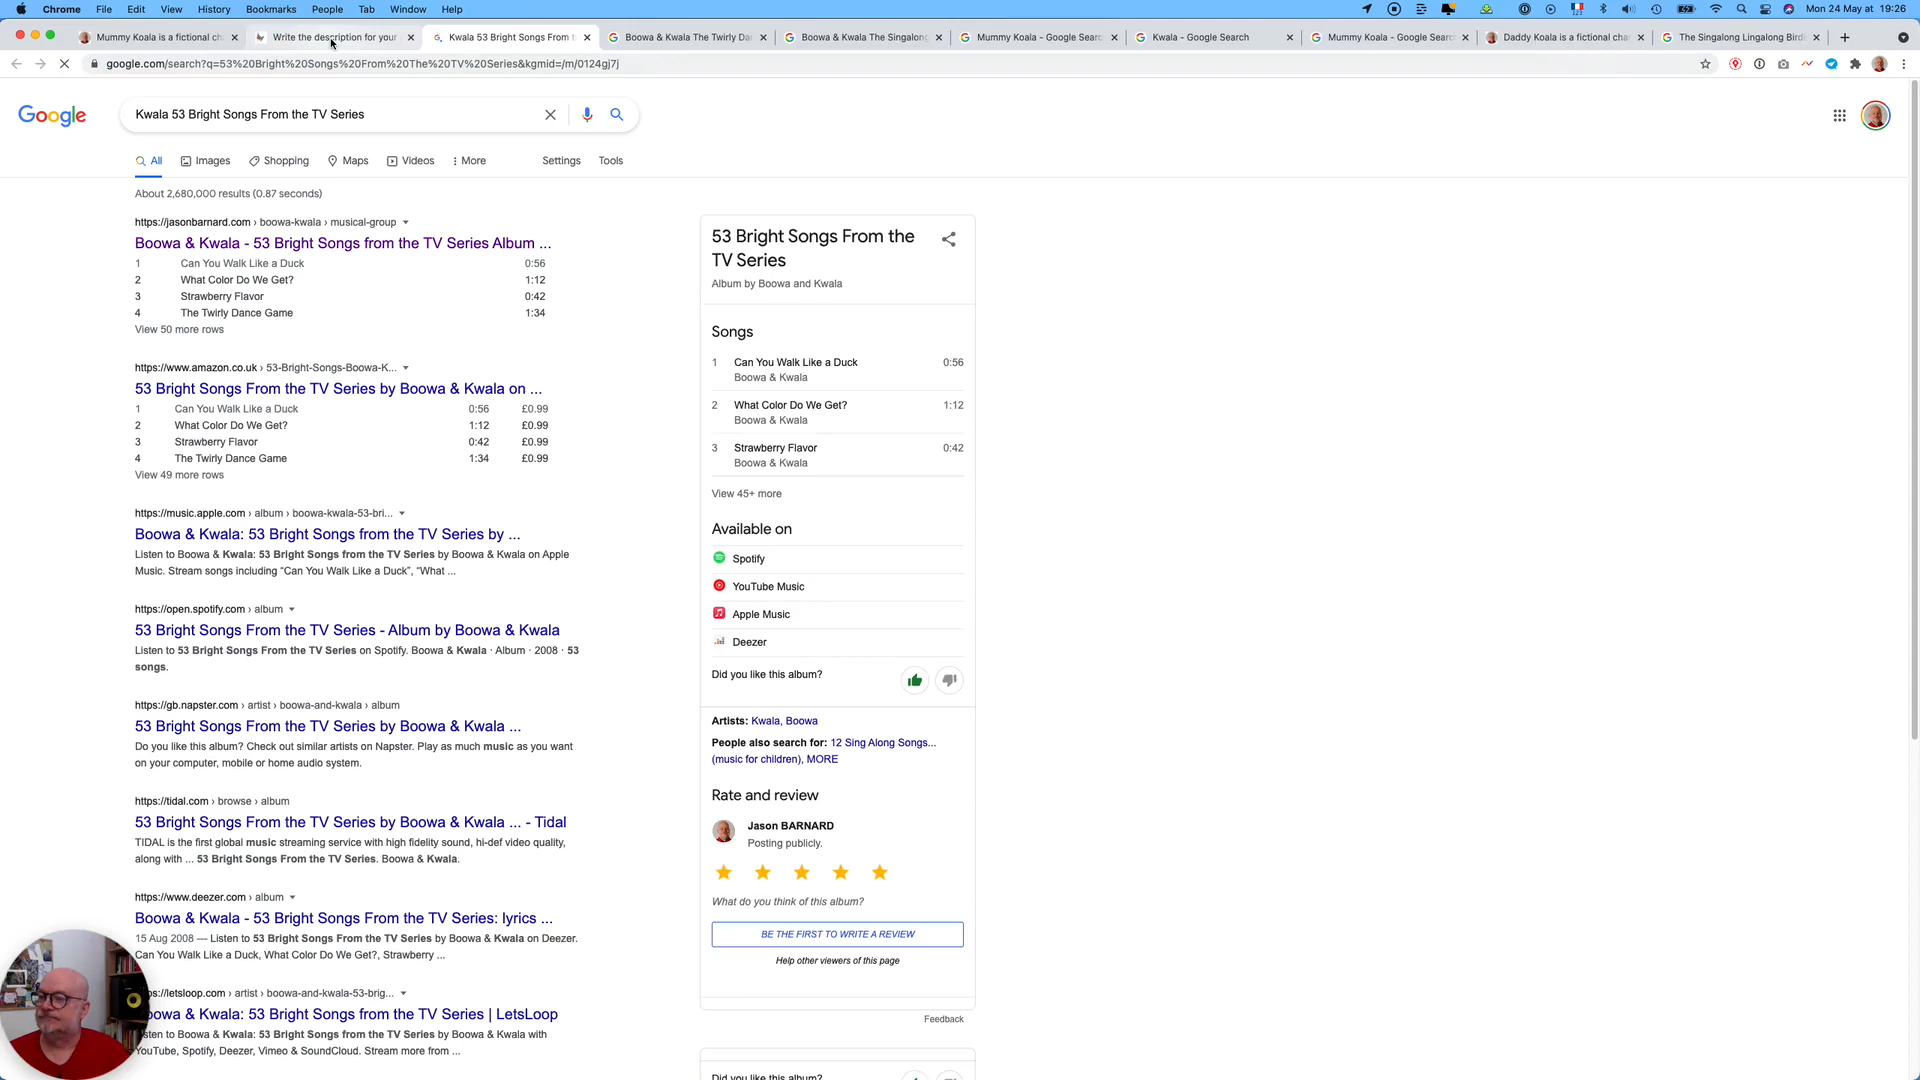 Chrome File Edit View History Bookmarks People Tab Window Help Mon 24 May at 19:26
Mummy Koala is a fictional ch Write the description for your Kwala 53 Bright Songs From t Boowa & Kwala The Twirly Da Boowa & Kwala The Singalong Mummy Koala - Google Searc Kwala - Google Search Mummy Koala - Google Searc Daddy Koala is a fictional cha The Singalong Lingalong Birdi
google.com/search?q=53%20Bright%20Songs%20From%20The%20TV%20Series&kgmid=/m/0124gj7j
Google
Kwala 53 Bright Songs From the TV Series
All Images Shopping Maps Videos More Settings Tools
About 2,680,000 results (0.87 seconds)
https://jasonbarnard.com › boowa-kwala › musical-group
Boowa & Kwala - 53 Bright Songs from the TV Series Album ...
1 Can You Walk Like a Duck 0:56
2 What Color Do We Get? 1:12
3 Strawberry Flavor 0:42
4 The Twirly Dance Game 1:34
View 50 more rows
https://www.amazon.co.uk › 53-Bright-Songs-Boowa-K...
53 Bright Songs From the TV Series by Boowa & Kwala on ...
1 Can You Walk Like a Duck 0:56 £0.99
2 What Color Do We Get? 1:12 £0.99
3 Strawberry Flavor 0:42 £0.99
4 The Twirly Dance Game 1:34 £0.99
View 49 more rows
https://music.apple.com › album › boowa-kwala-53-bri...
Boowa & Kwala: 53 Bright Songs from the TV Series by ...
Listen to Boowa & Kwala: 53 Bright Songs from the TV Series by Boowa & Kwala on Apple
Music. Stream songs including “Can You Walk Like a Duck”, “What ...
https://open.spotify.com › album
53 Bright Songs From the TV Series - Album by Boowa & Kwala
Listen to 53 Bright Songs From the TV Series on Spotify. Boowa & Kwala · Album · 2008 · 53
songs.
https://gb.napster.com › artist › boowa-and-kwala › album
53 Bright Songs From the TV Series by Boowa & Kwala ...
Do you like this album? Check out similar artists on Napster. Play as much music as you want
on your computer, mobile or home audio system.
https://tidal.com › browse › album
53 Bright Songs From the TV Series by Boowa & Kwala ... - Tidal
TIDAL is the first global music streaming service with high fidelity sound, hi-def video quality,
along with ... 53 Bright Songs From the TV Series. Boowa & Kwala.
https://www.deezer.com › album
Boowa & Kwala - 53 Bright Songs From the TV Series: lyrics ...
15 Aug 2008 — Listen to 53 Bright Songs From the TV Series by Boowa & Kwala on Deezer.
Can You Walk Like a Duck, What Color Do We Get?, Strawberry ...
s://letsloop.com › artist › boowa-and-kwala-53-brig...
owa & Kwala: 53 Bright Songs from the TV Series | LetsLoop
sten to Boowa & Kwala: 53 Bright Songs from the TV Series by Boowa & Kwala with
YouTube, Spotify, Deezer, Vimeo & SoundCloud. Stream more from ...
53 Bright Songs From the
TV Series
Album by Boowa and Kwala
Songs
1 Can You Walk Like a Duck 0:56
Boowa & Kwala
2 What Color Do We Get? 1:12
Boowa & Kwala
3 Strawberry Flavor 0:42
Boowa & Kwala
View 45+ more
Available on
Spotify
YouTube Music
Apple Music
Deezer
Did you like this album?
Artists: Kwala, Boowa
People also search for: 12 Sing Along Songs...
(music for children), MORE
Rate and review
Jason BARNARD
Posting publicly.
What do you think of this album?
BE THE FIRST TO WRITE A REVIEW
Help other viewers of this page
Feedback
Did you like this album?